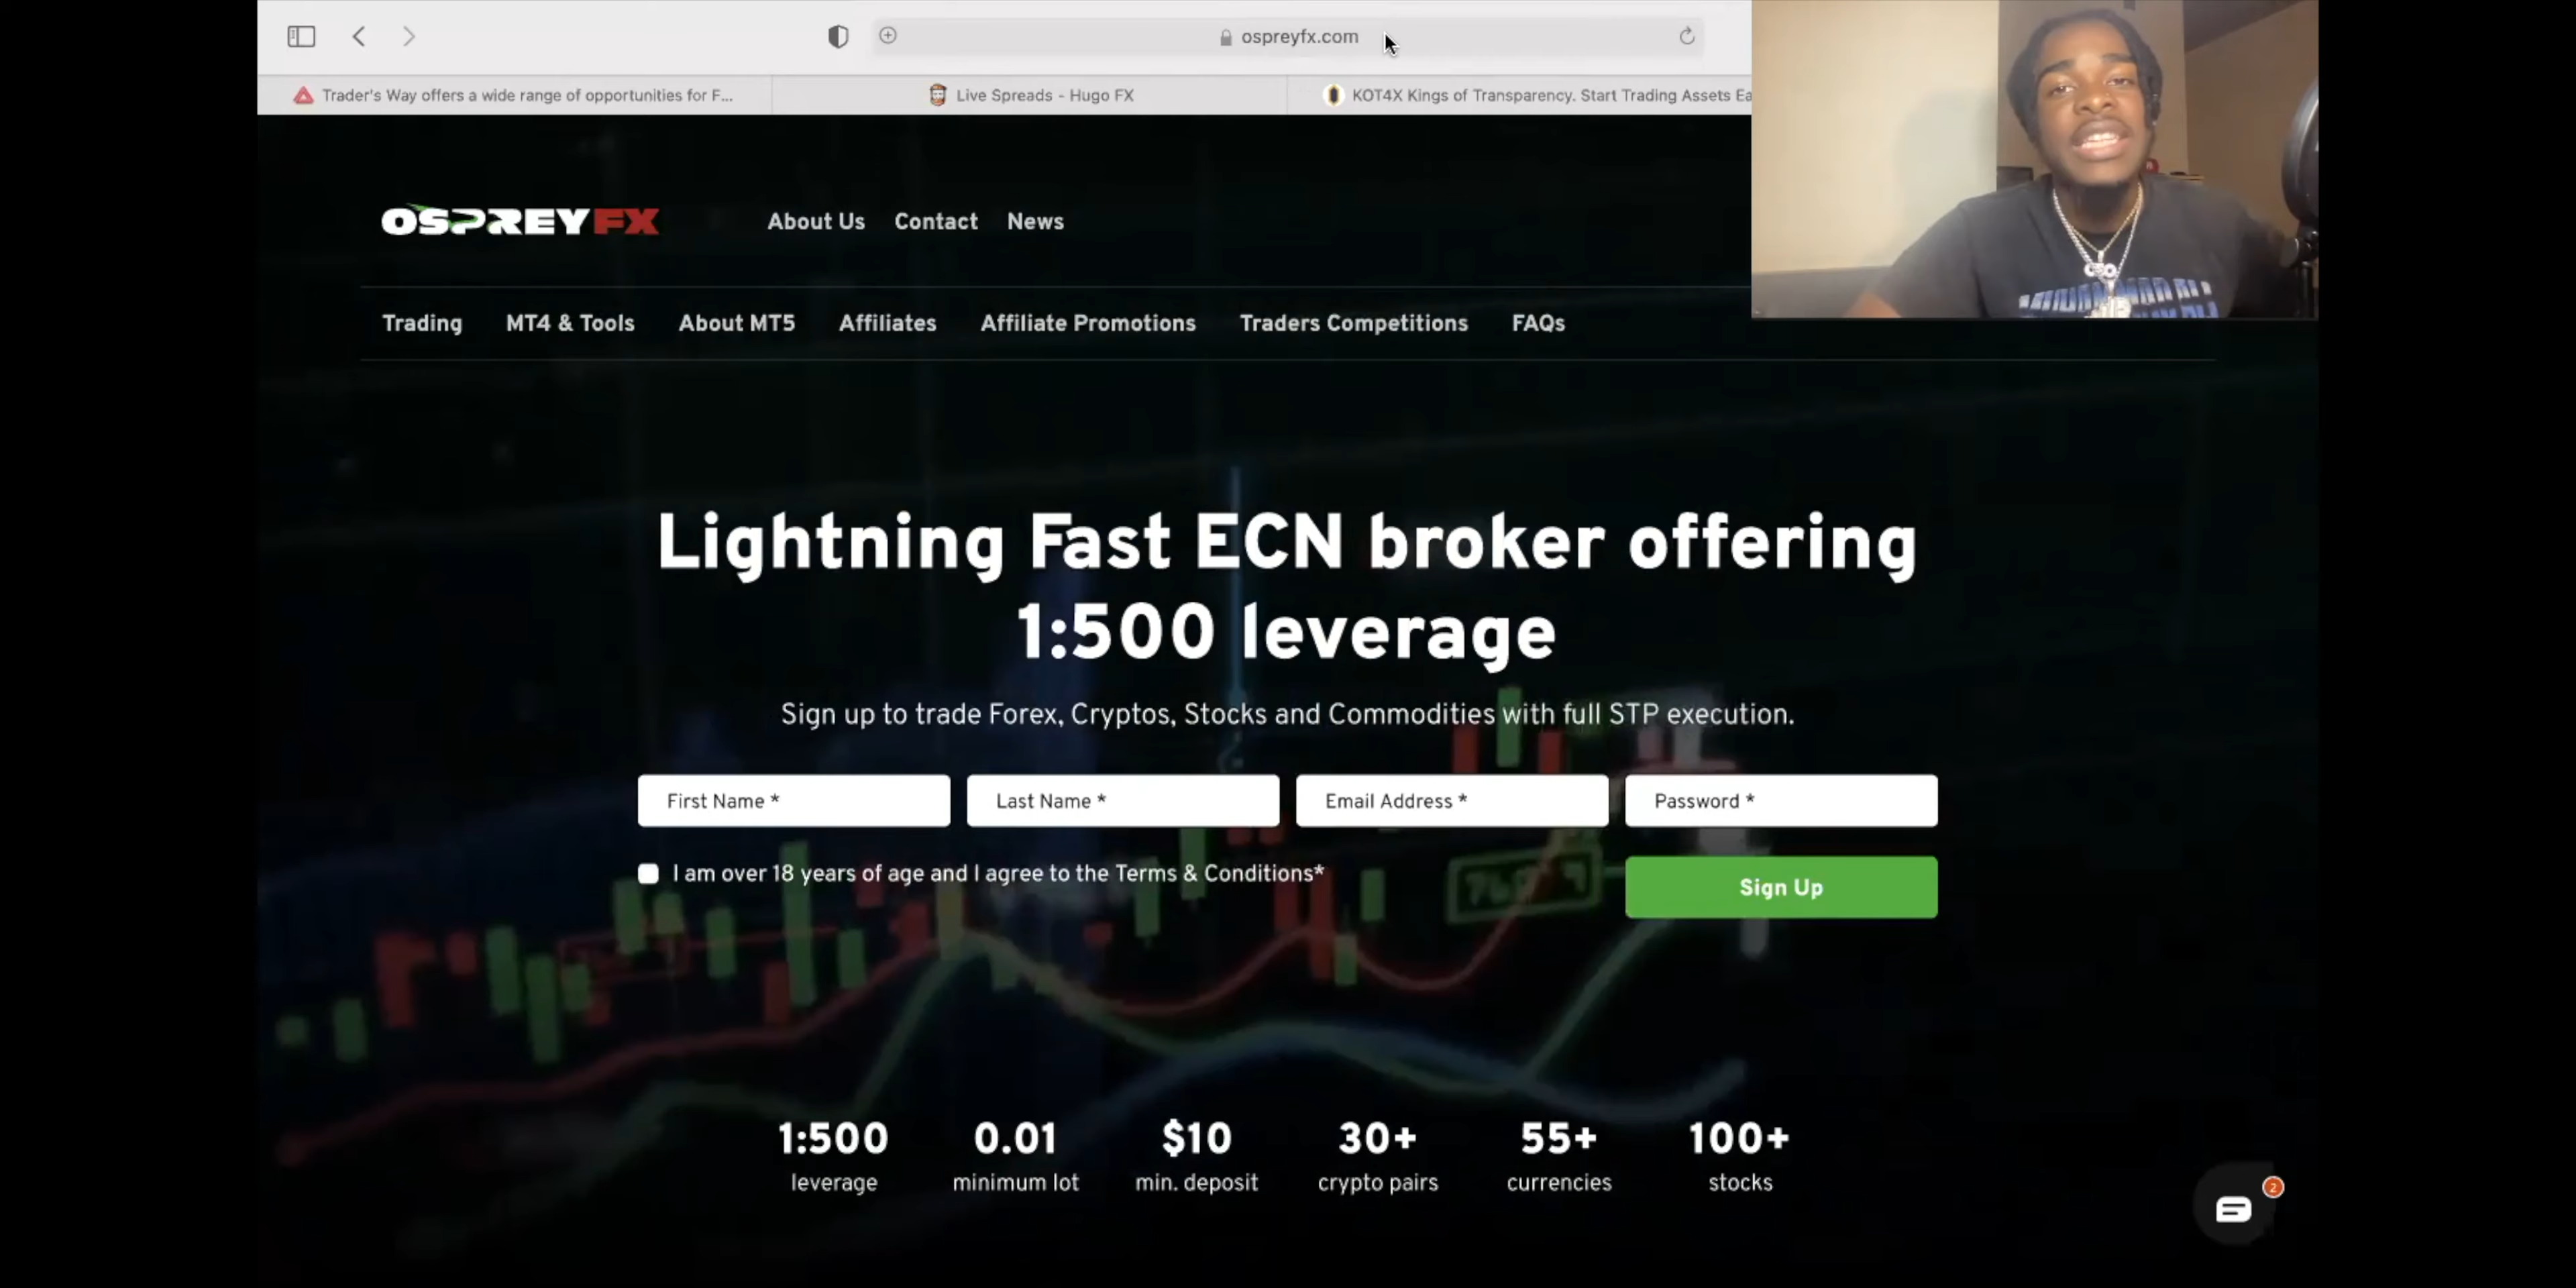 ospreyfx.com
Trader's Way offers a wide range of opportunities for F...
Live Spreads - Hugo FX
KOT4X Kings of Transparency. Start Trading Assets Ea
OSPREYFX
About Us Contact News
Trading MT4 & Tools About MT5 Affiliates Affiliate Promotions Traders Competitions FAQs
Lightning Fast ECN broker offering
1:500 leverage
Sign up to trade Forex, Cryptos, Stocks and Commodities with full STP execution.
First Name * Last Name * Email Address * Password *
I am over 18 years of age and I agree to the Terms & Conditions*
Sign Up
1:500 0.01 $10 30+ 55+ 100+
leverage minimum lot min. deposit crypto pairs currencies stocks
2